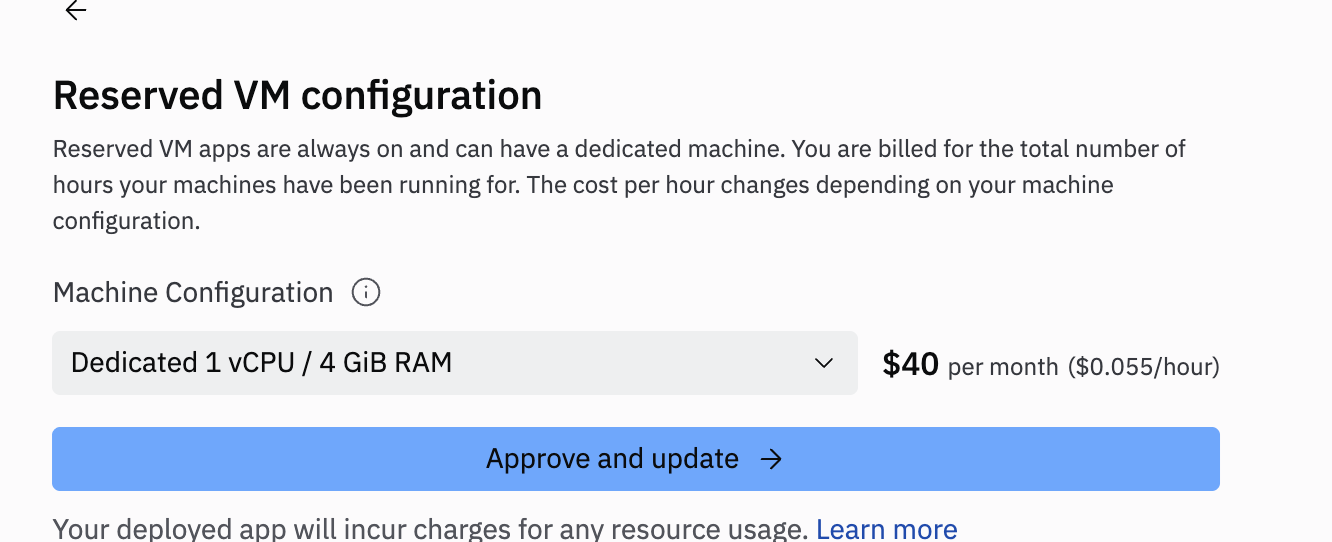 Reserved VM configuration
Reserved VM apps are always on and can have a dedicated machine. You are billed for the total number of
hours your machines have been running for. The cost per hour changes depending on your machine
configuration.
Machine Configuration
Dedicated 1 vCPU / 4 GiB RAM
$40 per month ($0.055/hour)
Approve and update
Your deployed app will incur charges for any resource usage. Learn more